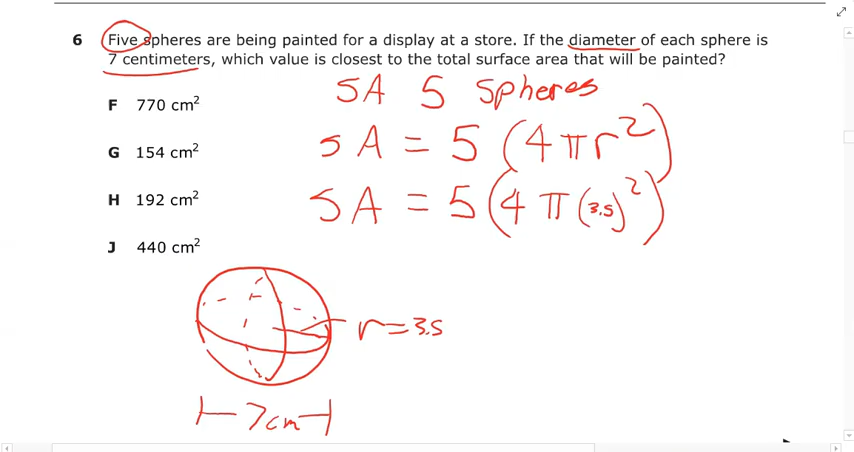 6 Five spheres are being painted for a display at a store. If the diameter of each sphere is
7 centimeters, which value is closest to the total surface area that will be painted?
SA 5 Spheres
F 770 cm²
SA = 5 (4πr²)
G 154 cm²
SA = 5(4 π (3.5)²)
H 192 cm²
J 440 cm²
r=3.5
7cm